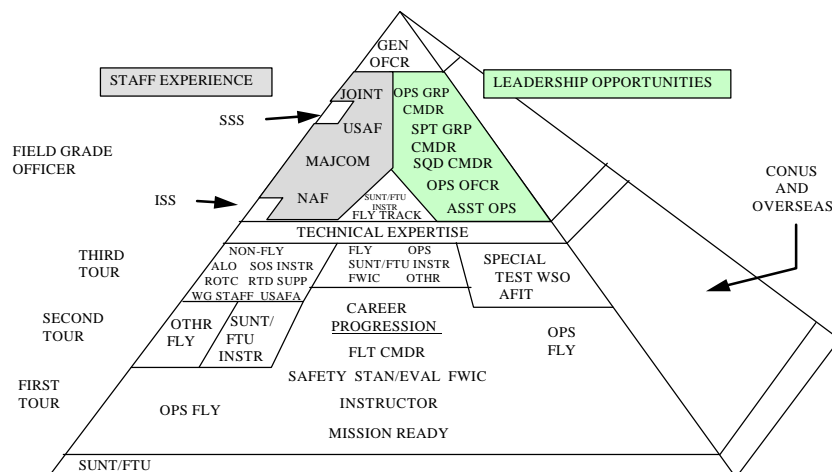 GEN
OFCR
STAFF EXPERIENCE
LEADERSHIP OPPORTUNITIES
JOINT
OPS GRP
CMDR
SSS
USAF
SPT GRP
CMDR
FIELD GRADE
OFFICER
MAJCOM
SQD CMDR
OPS OFCR
CONUS
AND
OVERSEAS
ISS
NAF
SUNT/FTU
INSTR
FLY TRACK
ASST OPS
TECHNICAL EXPERTISE
THIRD
TOUR
NON-FLY
ALO SOS INSTR
ROTC RTD SUPP
WG STAFF USAFA
FLY OPS
SUNT/FTU INSTR
FWIC OTHR
SPECIAL
TEST WSO
AFIT
SECOND
TOUR
OTHR
FLY
SUNT/
FTU
INSTR
CAREER
PROGRESSION
OPS
FLY
FLT CMDR
FIRST
TOUR
SAFETY STAN/EVAL FWIC
OPS FLY
INSTRUCTOR
MISSION READY
SUNT/FTU